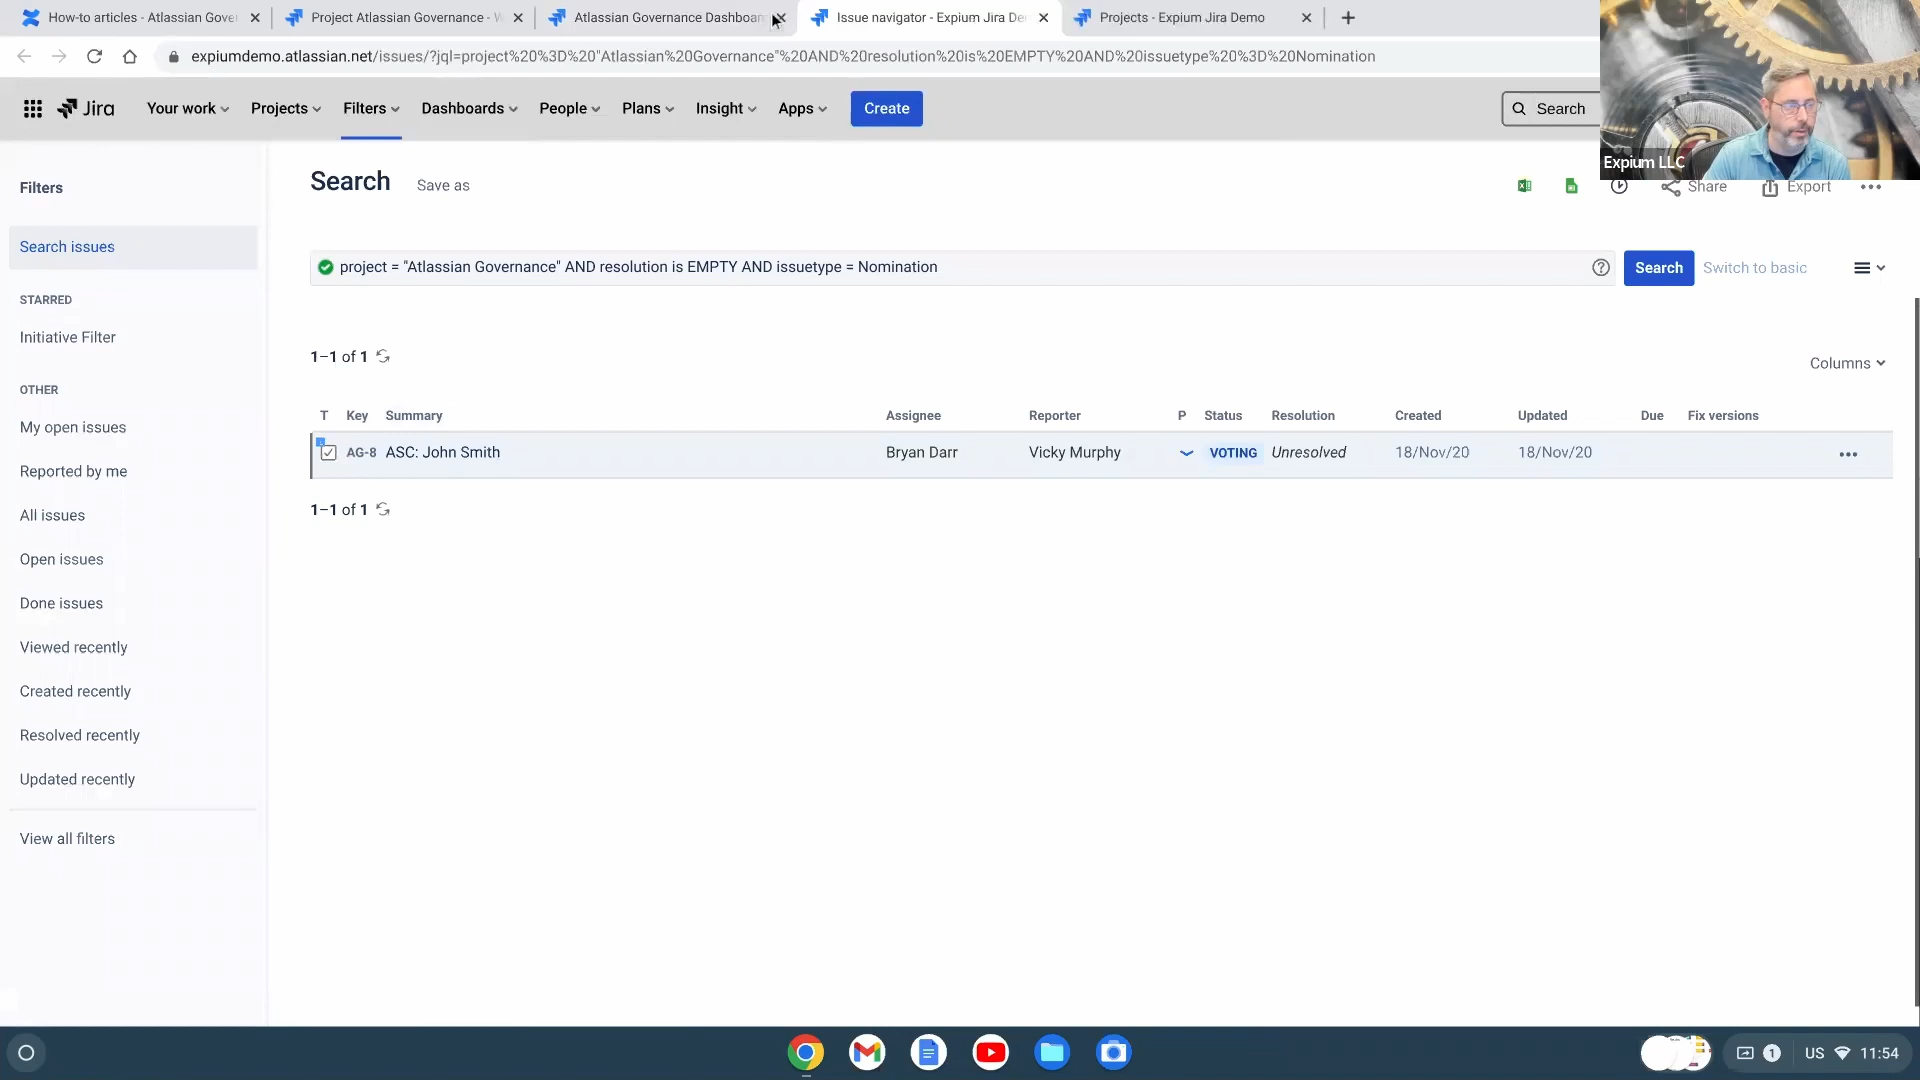 How-to articles - Atlassian Gover
Project Atlassian Governance - W
Atlassian Governance Dashboar
Issue navigator - Expium Jira De
Projects - Expium Jira Demo
expiumdemo.atlassian.net/issues/?jql=project%20%3D%20"Atlassian%20Governance"%20AND%20resolution%20is%20EMPTY%20AND%20issuetype%20%3D%20Nomination
Jira
Your work
Projects
Filters
Dashboards
People
Plans
Insight
Apps
Create
Search
Expium LLC
Filters
Search issues
STARRED
Initiative Filter
OTHER
My open issues
Reported by me
All issues
Open issues
Done issues
Viewed recently
Created recently
Resolved recently
Updated recently
View all filters
Search
Save as
Share
Export
project = "Atlassian Governance" AND resolution is EMPTY AND issuetype = Nomination
Search
Switch to basic
1–1 of 1
Columns
T Key Summary Assignee Reporter P Status Resolution Created Updated Due Fix versions
AG-8 ASC: John Smith Bryan Darr Vicky Murphy VOTING Unresolved 18/Nov/20 18/Nov/20
1–1 of 1
1 US 11:54